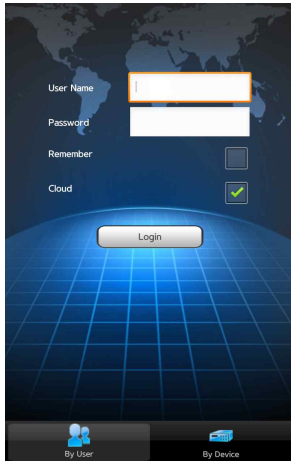 User Name
Password
Remember
Cloud
Login
By User
By Device